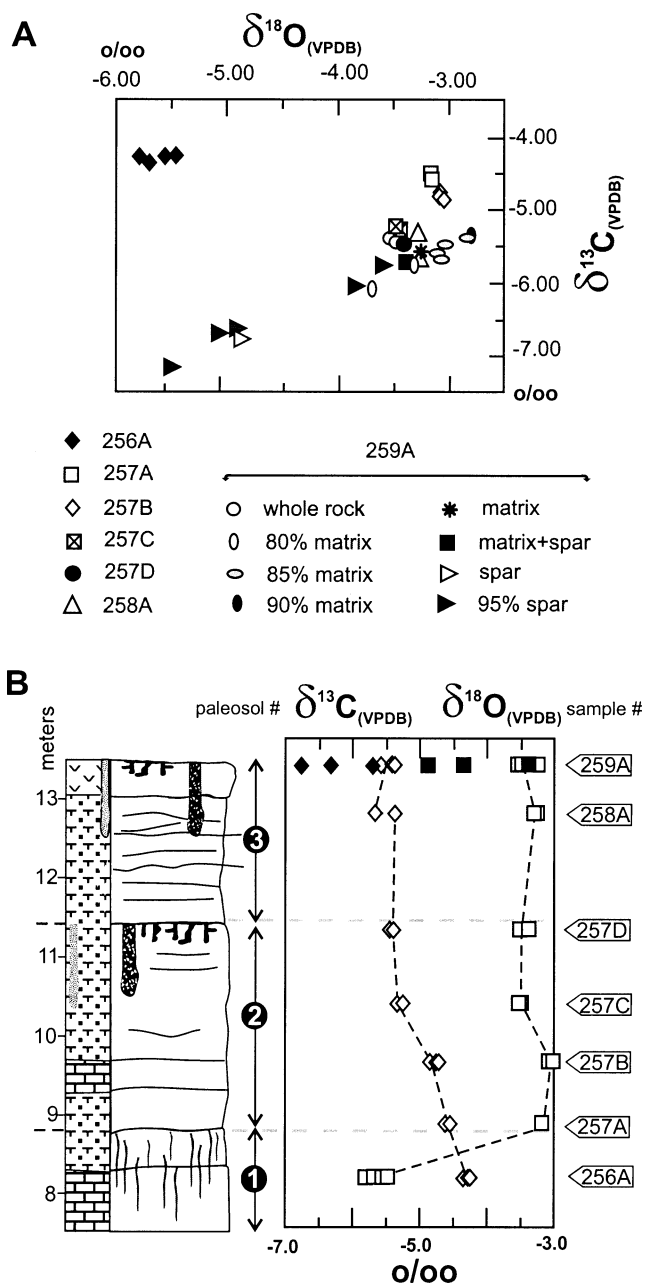 A
δ18O(VPDB)
o/oo
-6.00 -5.00 -4.00 -3.00
-4.00
-5.00
-6.00
-7.00
o/oo
δ13C(VPDB)
256A
257A
257B
257C
257D
258A
259A
whole rock
80% matrix
85% matrix
90% matrix
matrix
matrix+spar
spar
95% spar
B
meters
paleosol #
δ13C(VPDB) δ18O(VPDB)
sample #
13
12
11
10
9
8
3
2
1
259A
258A
257D
257C
257B
257A
256A
-7.0 -5.0 -3.0
o/oo